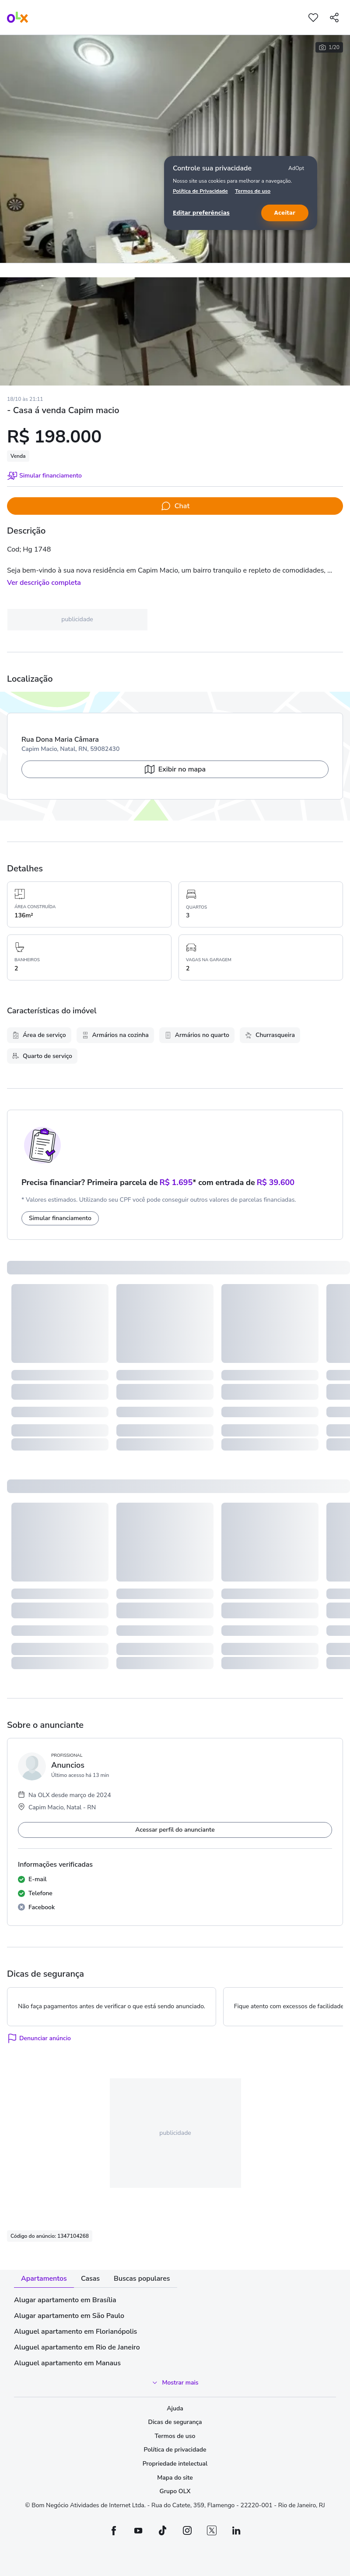 OLX
1/20
Controle sua privacidade
AdOpt
Nosso site usa cookies para melhorar a navegação.
Política de Privacidade Termos de uso
Editar preferências
Aceitar
18/10 às 21:11
- Casa á venda Capim macio
R$ 198.000
Venda
Simular financiamento
Chat
Descrição
Cod; Hg 1748
Seja bem-vindo à sua nova residência em Capim Macio, um bairro tranquilo e repleto de comodidades, ...
Ver descrição completa
publicidade
Localização
Rua Dona Maria Câmara
Capim Macio, Natal, RN, 59082430
Exibir no mapa
Detalhes
ÁREA CONSTRUÍDA
136m²
QUARTOS
3
BANHEIROS
2
VAGAS NA GARAGEM
2
Características do imóvel
Área de serviço
Armários na cozinha
Armários no quarto
Churrasqueira
Quarto de serviço
Precisa financiar? Primeira parcela de R$ 1.695* com entrada de R$ 39.600
* Valores estimados. Utilizando seu CPF você pode conseguir outros valores de parcelas financiadas.
Simular financiamento
Sobre o anunciante
PROFISSIONAL
Anuncios
Último acesso há 13 min
Na OLX desde março de 2024
Capim Macio, Natal - RN
Acessar perfil do anunciante
Informações verificadas
E-mail
Telefone
Facebook
Dicas de segurança
Não faça pagamentos antes de verificar o que está sendo anunciado.
Fique atento com excessos de facilidade
Denunciar anúncio
publicidade
Código do anúncio: 1347104268
Apartamentos Casas Buscas populares
Alugar apartamento em Brasília
Alugar apartamento em São Paulo
Aluguel apartamento em Florianópolis
Aluguel apartamento em Rio de Janeiro
Aluguel apartamento em Manaus
Mostrar mais
Ajuda
Dicas de segurança
Termos de uso
Política de privacidade
Propriedade intelectual
Mapa do site
Grupo OLX
© Bom Negócio Atividades de Internet Ltda. - Rua do Catete, 359, Flamengo - 22220-001 - Rio de Janeiro, RJ